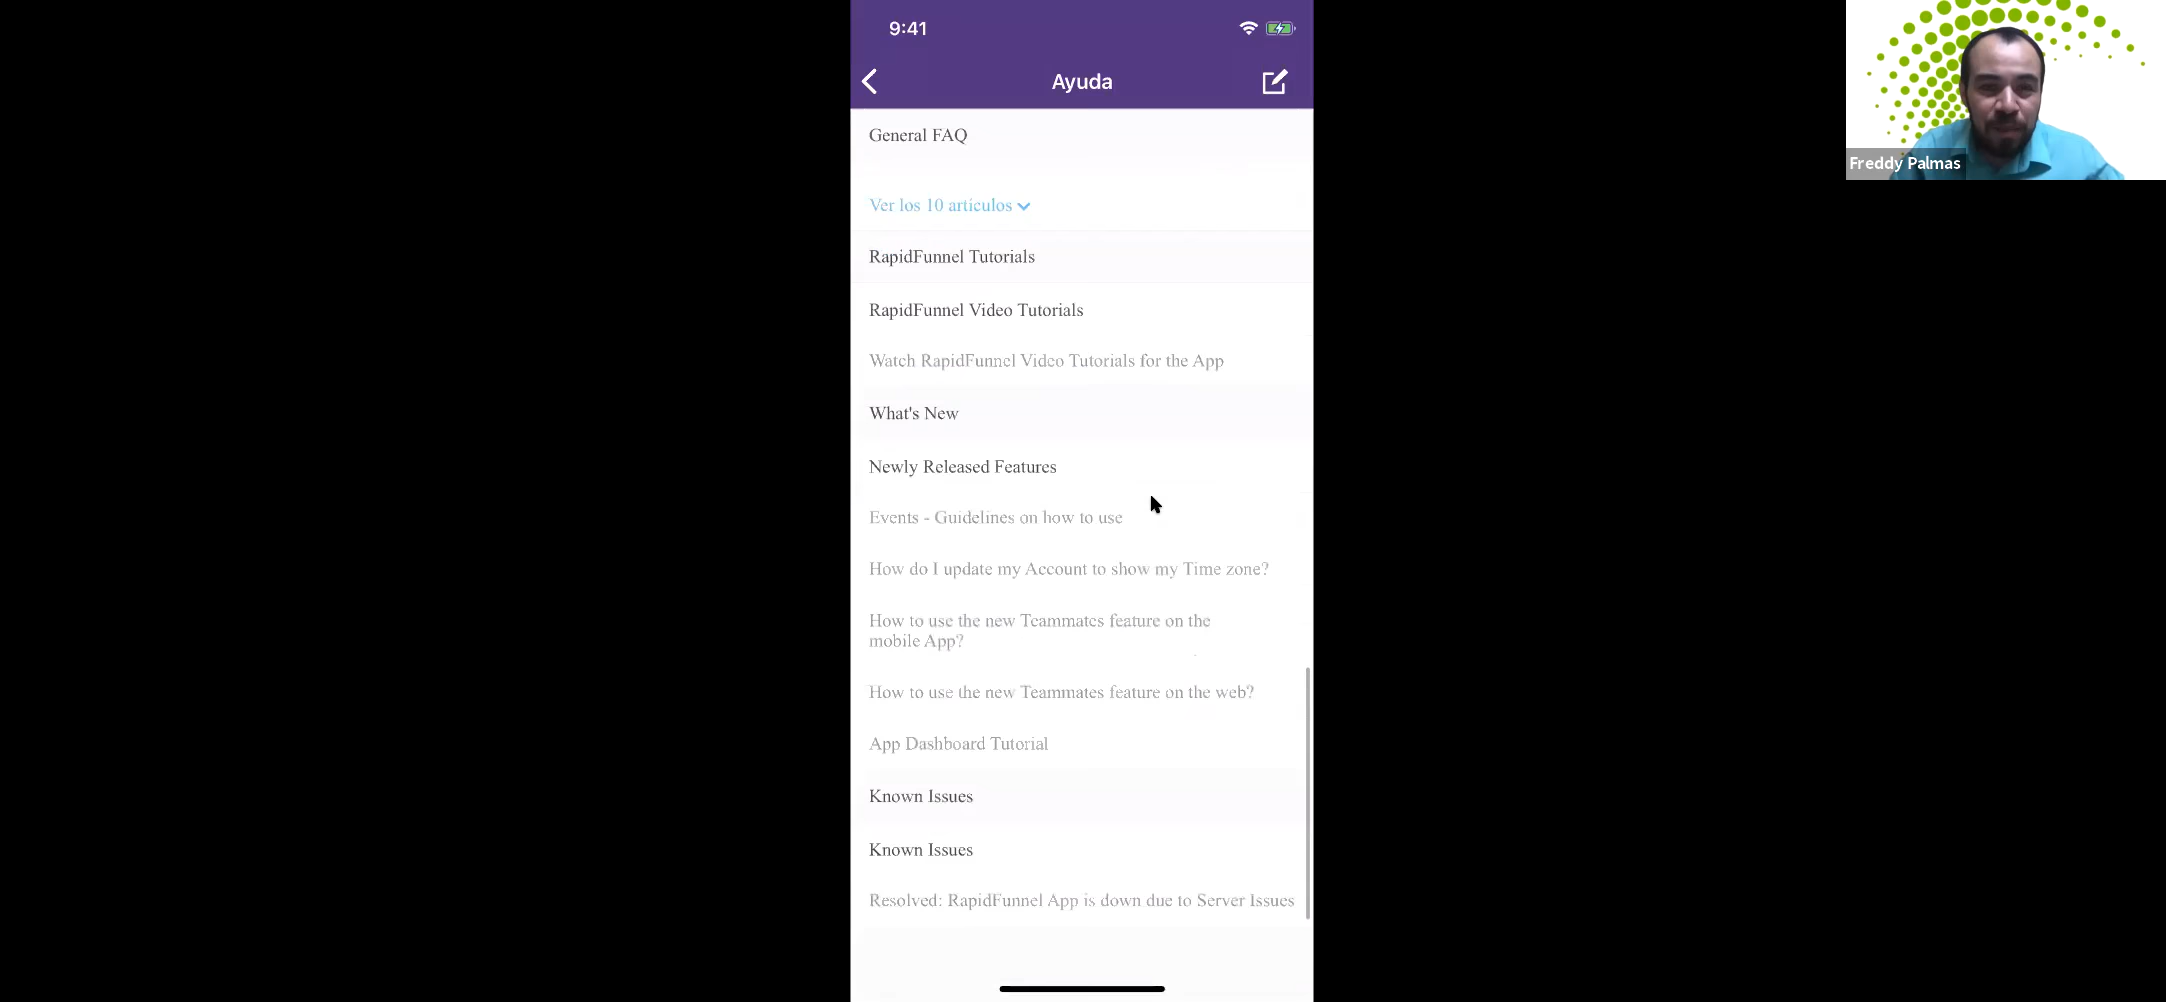 9:41
Ayuda
Freddy Palmas
General FAQ
Ver los 10 artículos
RapidFunnel Tutorials
RapidFunnel Video Tutorials
Watch RapidFunnel Video Tutorials for the App
What's New
Newly Released Features
Events - Guidelines on how to use
How do I update my Account to show my Time zone?
How to use the new Teammates feature on the
mobile App?
How to use the new Teammates feature on the web?
App Dashboard Tutorial
Known Issues
Known Issues
Resolved: RapidFunnel App is down due to Server Issues